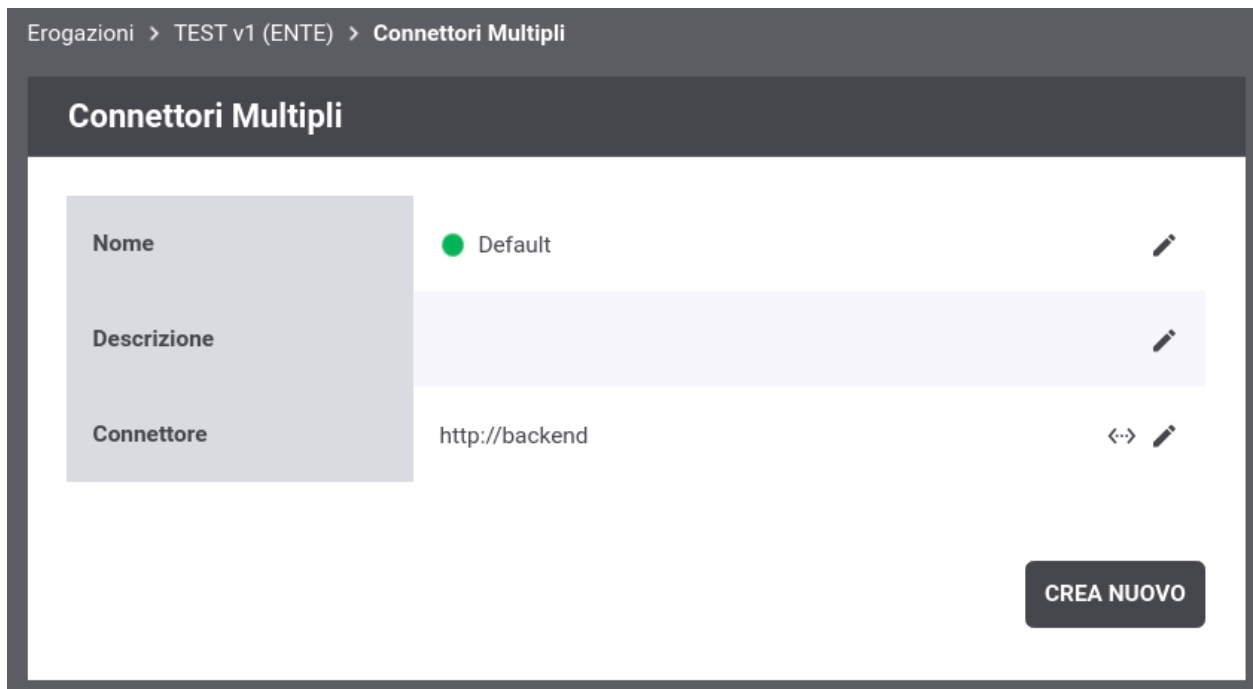 Erogazioni > TEST v1 (ENTE) > Connettori Multipli
Connettori Multipli
Nome Default
Descrizione
Connettore http://backend
CREA NUOVO